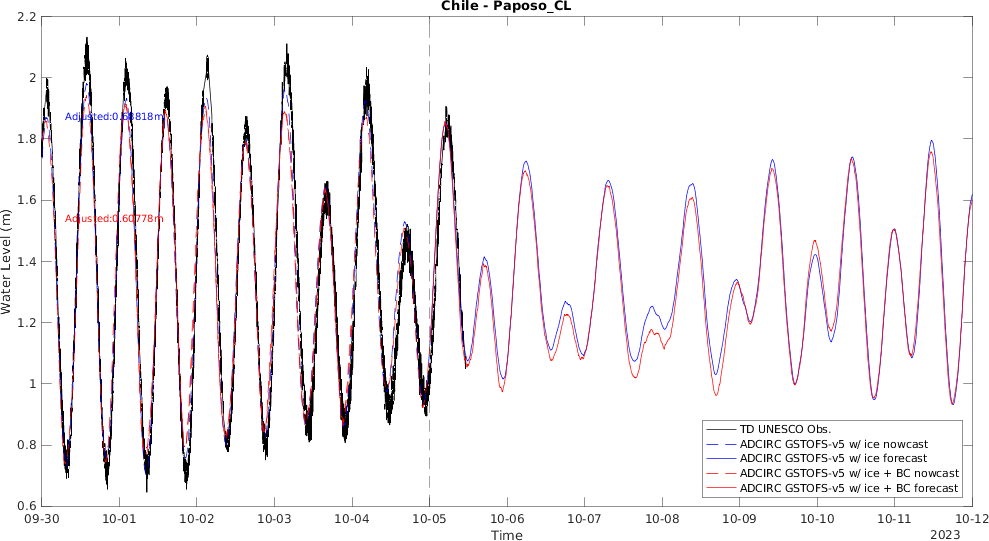 Chile - Paposo_CL
2.2
2
1.8
1.6
1.4
1.2
1
0.8
0.6
Water Level (m)
Adjusted:0.68818m
Adjusted:0.60778m
TD UNESCO Obs.
ADCIRC GSTOFS-v5 w/ ice nowcast
ADCIRC GSTOFS-v5 w/ ice forecast
ADCIRC GSTOFS-v5 w/ ice + BC nowcast
ADCIRC GSTOFS-v5 w/ ice + BC forecast
09-30 10-01 10-02 10-03 10-04 10-05 10-06 10-07 10-08 10-09 10-10 10-11 10-12
Time
2023